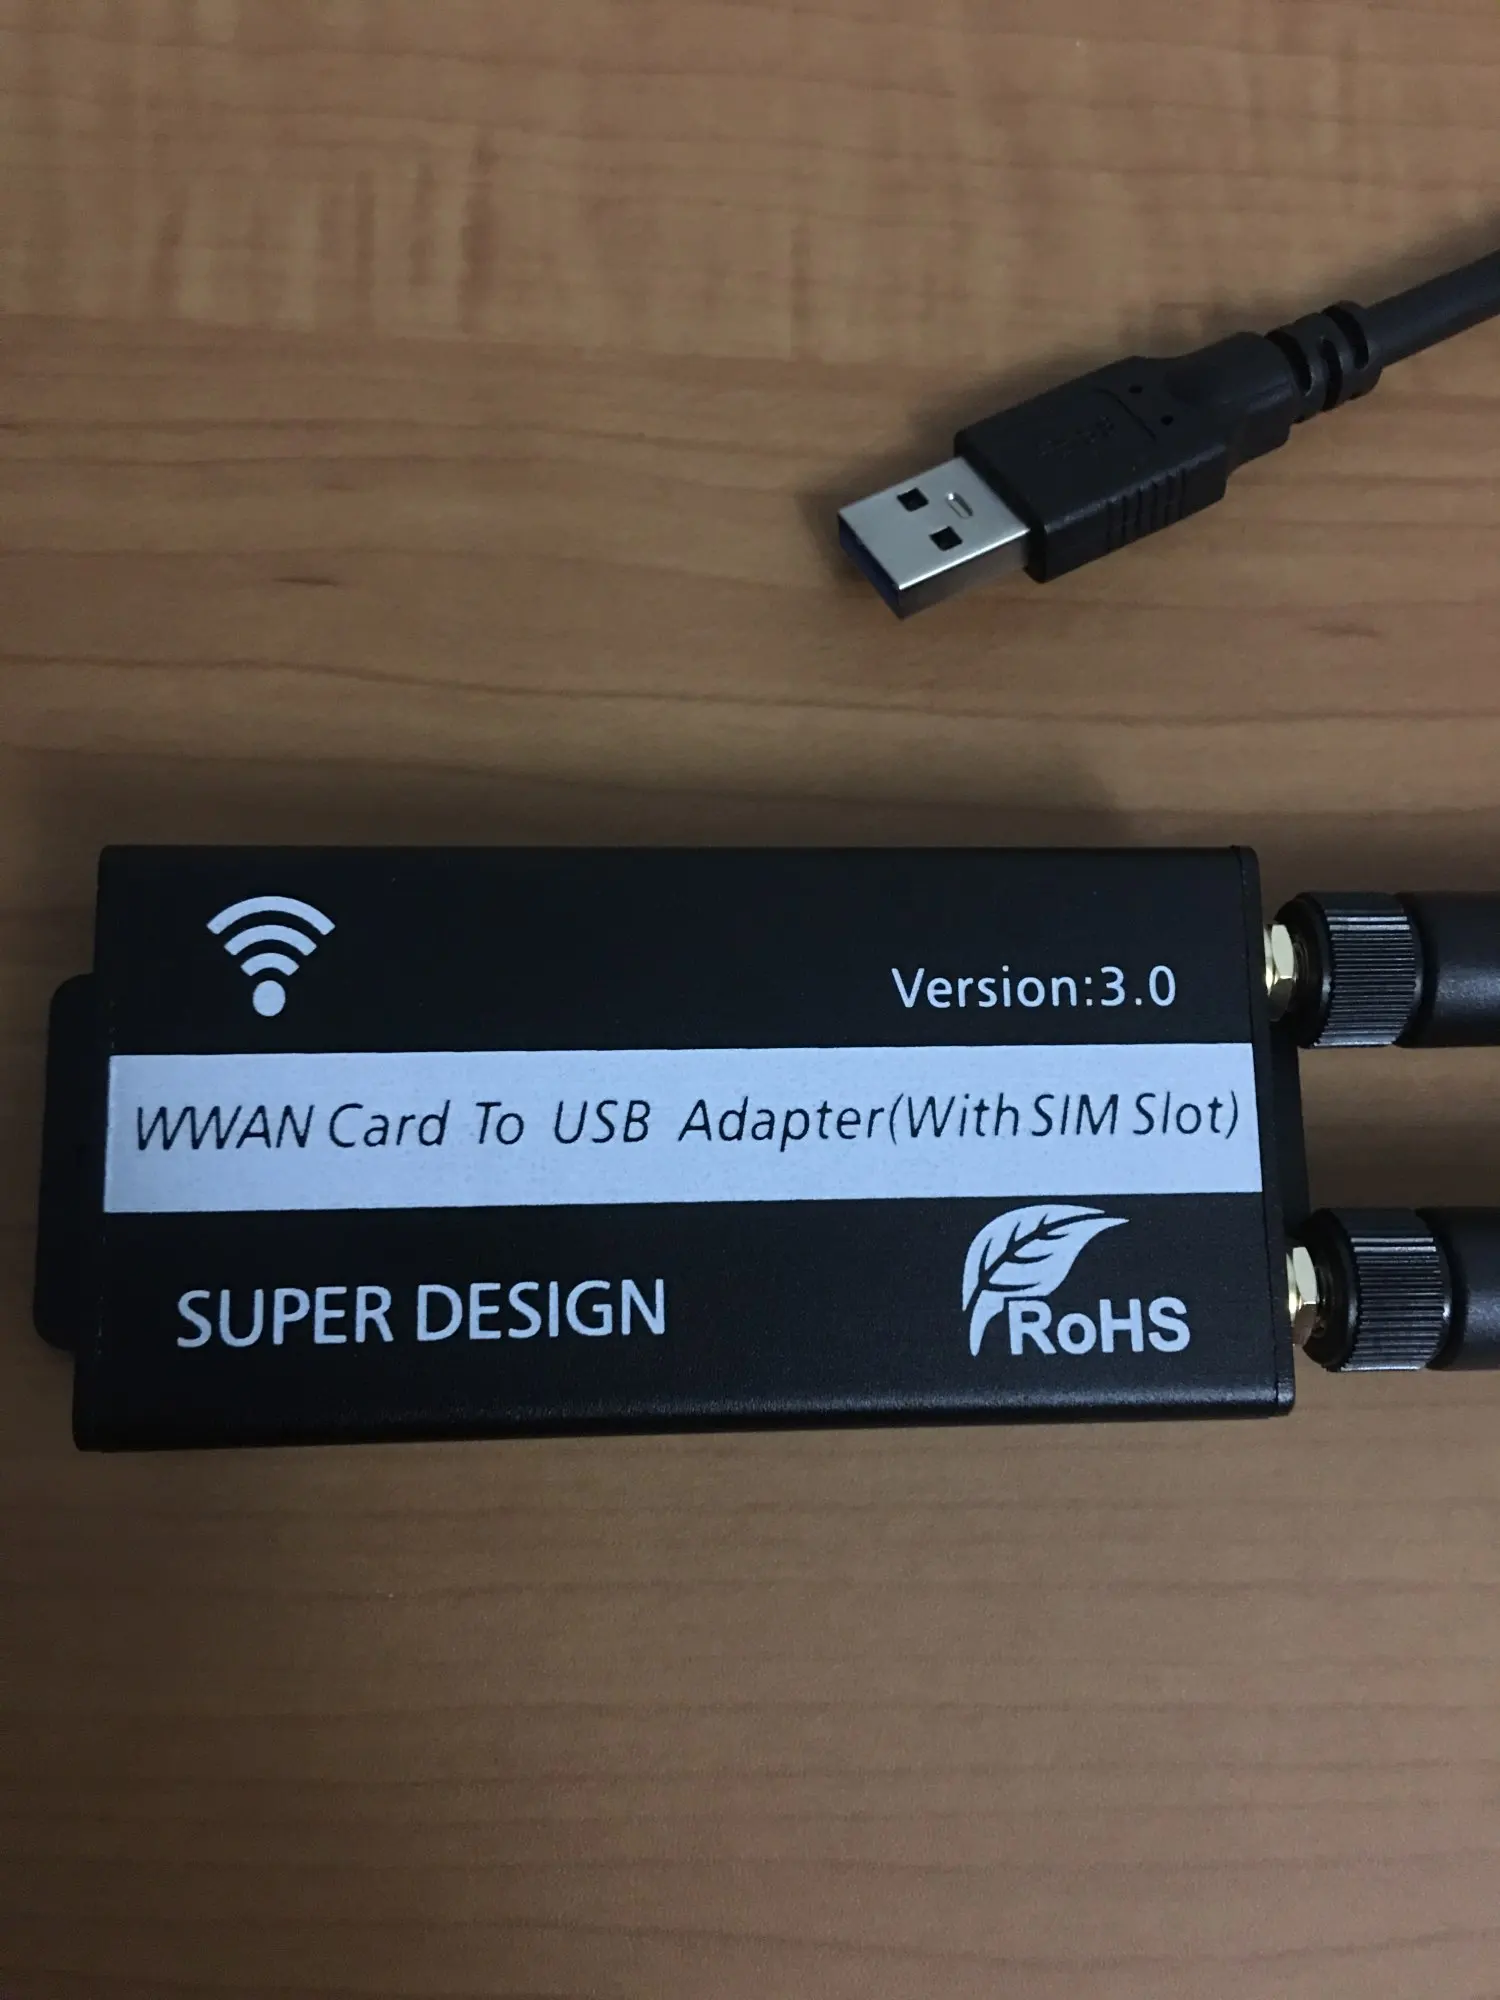 Version:3.0
WWAN Card To USB Adapter(With SIM Slot)
SUPER DESIGN
RoHS